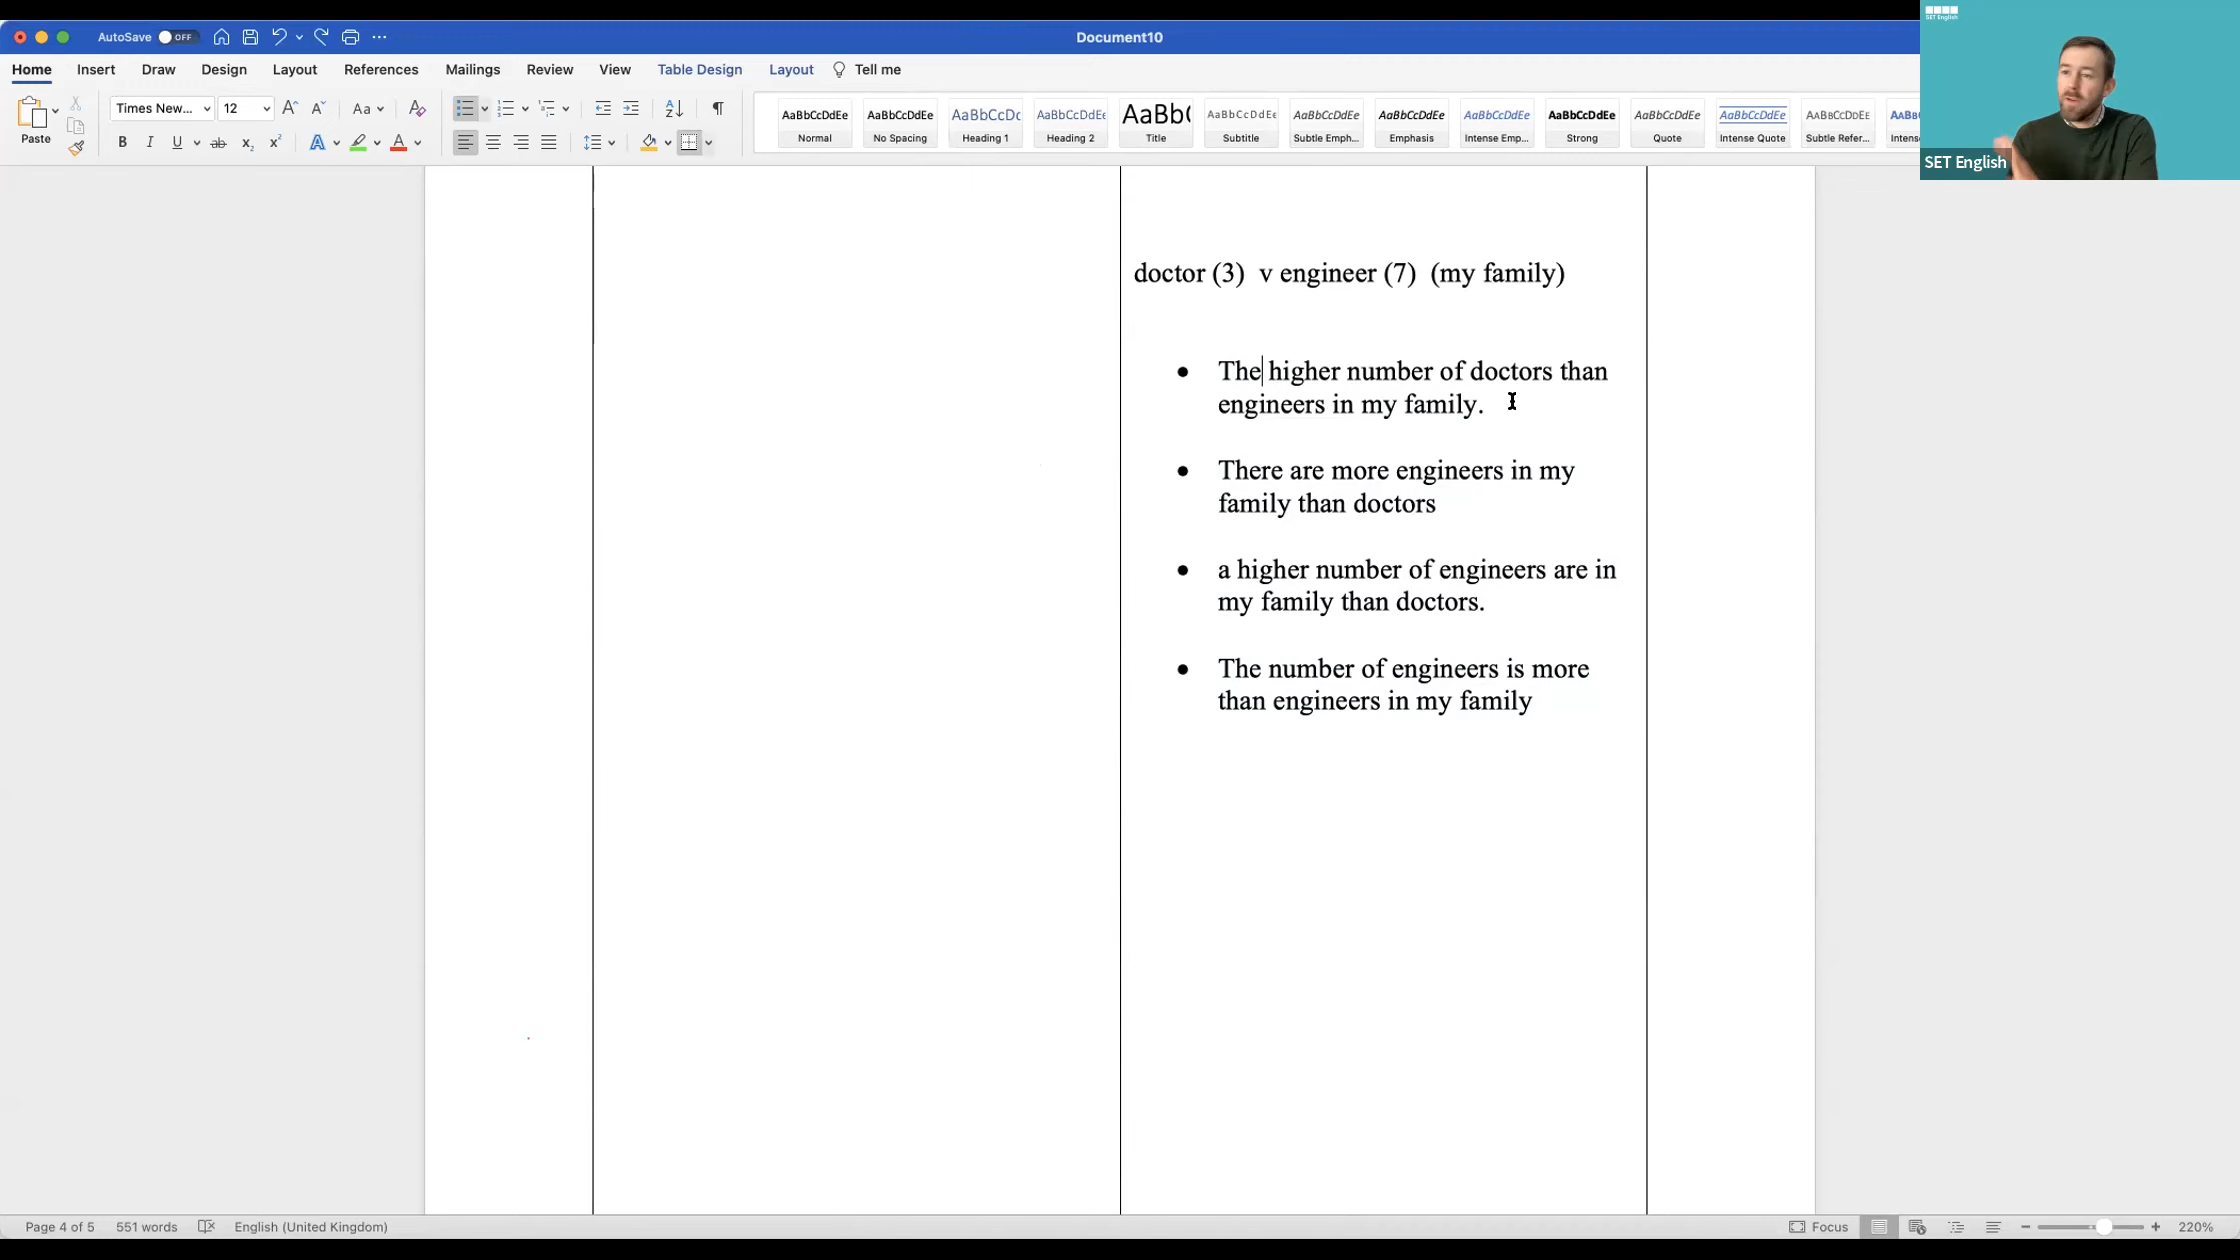 SET English
AutoSave OFF Document10
Home Insert Draw Design Layout References Mailings Review View Table Design Layout Tell me
Paste Times New... 12 Aa
AaBbCcDdEe AaBbCcDdEe AaBbCcDc AaBbCcDdEe AaBb( AaBbCcDdEe AaBbCcDdEe AaBbCcDdEe AaBbCcDdEe AaBbCcDdEe AaBbCcDdEe AaBbCcDdEe AaBbCcDdEe AaBb
Normal No Spacing Heading 1 Heading 2 Title Subtitle Subtle Emph... Emphasis Intense Emp... Strong Quote Intense Quote Subtle Refer... Intens
SET English
doctor (3) v engineer (7) (my family)
• The higher number of doctors than
engineers in my family.
• There are more engineers in my
family than doctors
• a higher number of engineers are in
my family than doctors.
• The number of engineers is more
than engineers in my family
Page 4 of 5 551 words English (United Kingdom) Focus 220%